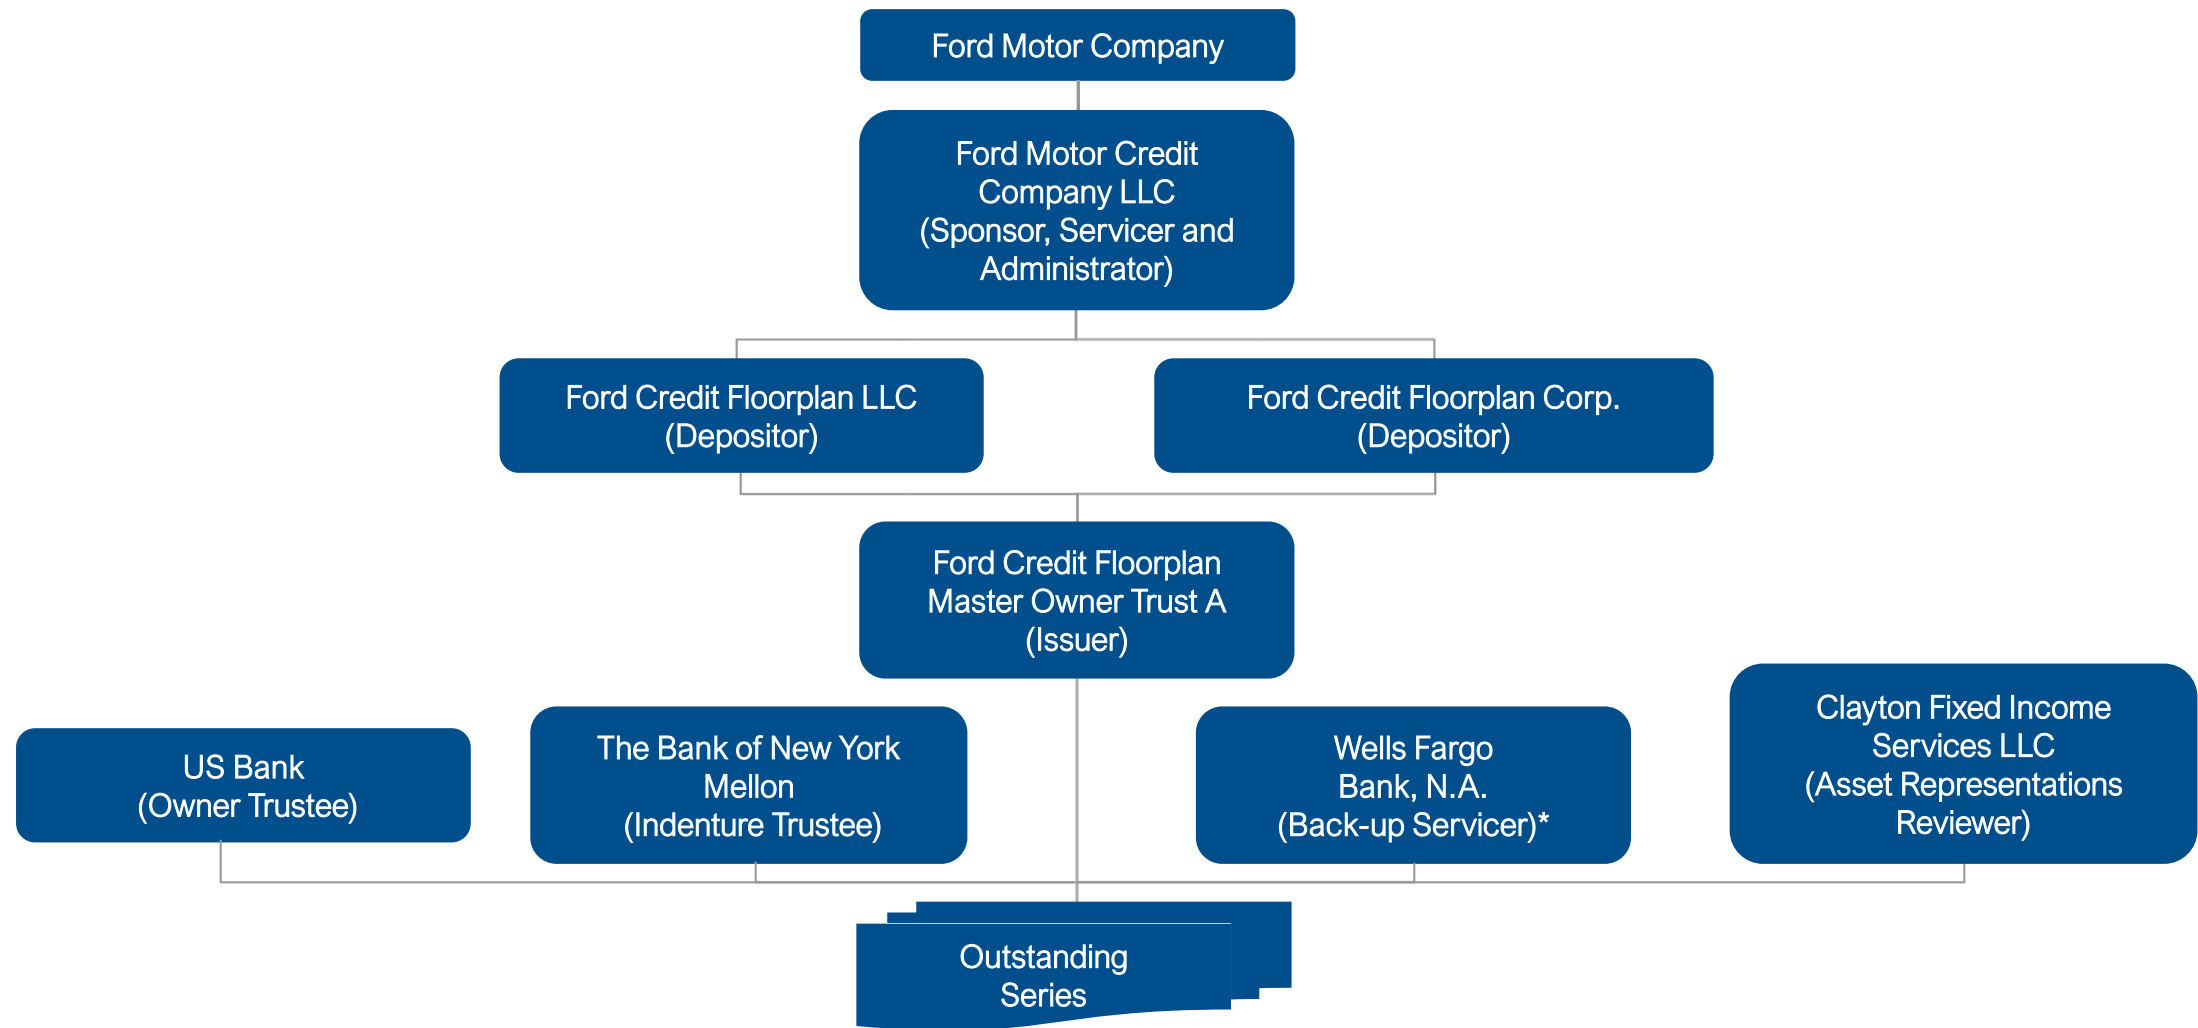 Ford Motor Company
Ford Motor Credit
Company LLC
(Sponsor, Servicer and
Administrator)
Ford Credit Floorplan LLC
(Depositor)
Ford Credit Floorplan Corp.
(Depositor)
Ford Credit Floorplan
Master Owner Trust A
(Issuer)
US Bank
(Owner Trustee)
The Bank of New York
Mellon
(Indenture Trustee)
Wells Fargo
Bank, N.A.
(Back-up Servicer)*
Clayton Fixed Income
Services LLC
(Asset Representations
Reviewer)
Outstanding
Series